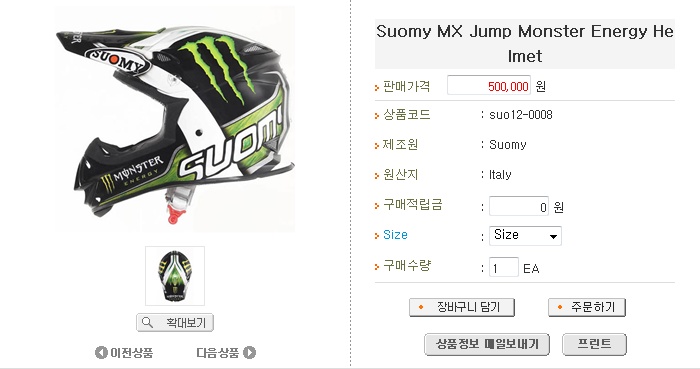 Suomy MX Jump Monster Energy He
lmet
판매가격 500,000 원
상품코드 : suo12-0008
제조원 : Suomy
원산지 : Italy
구매적립금 : 0 원
Size : Size
구매수량 : 1 EA
장바구니 담기 주문하기
상품정보 메일보내기 프린트
SUOMY
MONSTER
ENERGY
SUOMY
확대보기
이전상품 다음상품